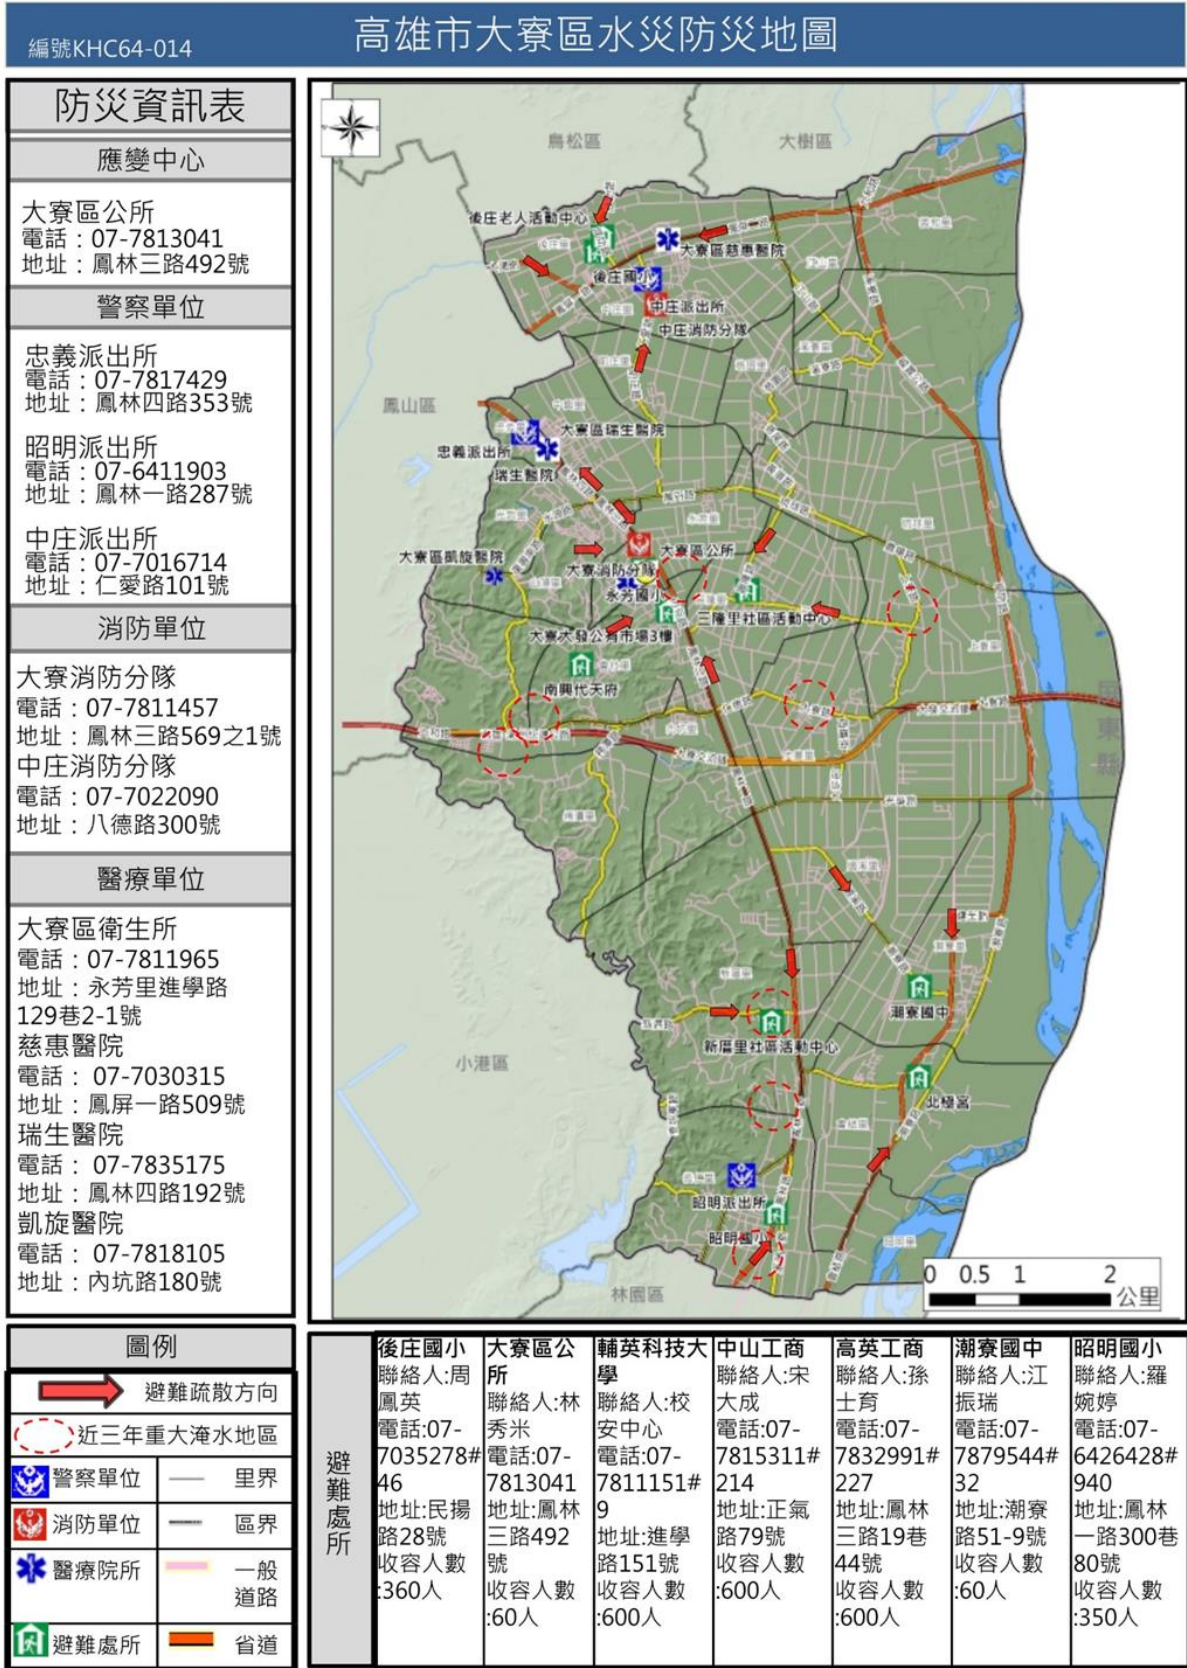 編號KHC64-014
高雄市大寮區水災防災地圖
防災資訊表
應變中心
大寮區公所
電話：07-7813041
地址：鳳林三路492號
警察單位
忠義派出所
電話：07-7817429
地址：鳳林四路353號
昭明派出所
電話：07-6411903
地址：鳳林一路287號
中庄派出所
電話：07-7016714
地址：仁愛路101號
消防單位
大寮消防分隊
電話：07-7811457
地址：鳳林三路569之1號
中庄消防分隊
電話：07-7022090
地址：八德路300號
醫療單位
大寮區衛生所
電話：07-7811965
地址：永芳里進學路
129巷2-1號
慈惠醫院
電話： 07-7030315
地址：鳳屏一路509號
瑞生醫院
電話： 07-7835175
地址：鳳林四路192號
凱旋醫院
電話： 07-7818105
地址：內坑路180號
圖例
避難疏散方向
近三年重大淹水地區
警察單位
里界
消防單位
區界
醫療院所
一般
道路
避難處所
省道
鳥松區
大樹區
後庄老人活動中心
大寮區慈惠醫院
後庄國小
中庄派出所
中庄消防分隊
鳳山區
大寮區瑞生醫院
忠義派出所
瑞生醫院
大寮區凱旋醫院
大寮區公所
大寮消防分隊
永芳國小
三隆里社區活動中心
大寮大發公有市場3樓
南興代天府
潮寮國中
新厝里社區活動中心
小港區
北極宮
昭明派出所
昭明國小
林園區
0 0.5 1 2
公里
避難處所
後庄國小
聯絡人:周
鳳英
電話:07-
7035278#
46
地址:民揚
路28號
收容人數
:360人
大寮區公
所
聯絡人:林
秀米
電話:07-
7813041
地址:鳳林
三路492
號
收容人數
:60人
輔英科技大
學
聯絡人:校
安中心
電話:07-
7811151#
9
地址:進學
路151號
收容人數
:600人
中山工商
聯絡人:宋
大成
電話:07-
7815311#
214
地址:正氣
路79號
收容人數
:600人
高英工商
聯絡人:孫
士育
電話:07-
7832991#
227
地址:鳳林
三路19巷
44號
收容人數
:600人
潮寮國中
聯絡人:江
振瑞
電話:07-
7879544#
32
地址:潮寮
路51-9號
收容人數
:60人
昭明國小
聯絡人:羅
婉婷
電話:07-
6426428#
940
地址:鳳林
一路300巷
80號
收容人數
:350人